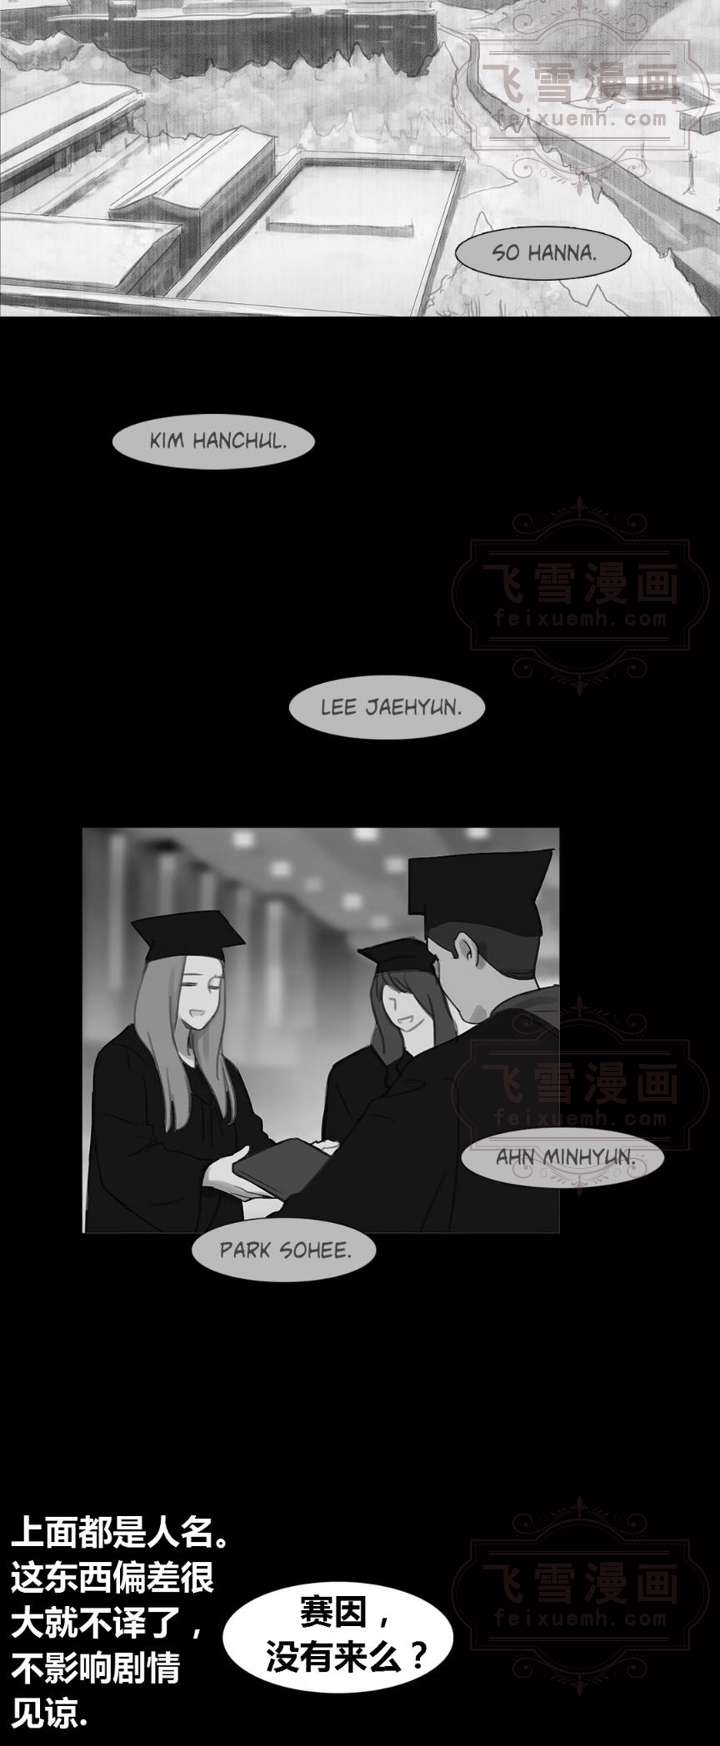 飞雪漫画
feixuemh.com
SO HANNA.
KIM HANCHUL.
飞雪漫画
feixuemh.com
LEE JAEHYUN.
飞雪漫画
feixuemh.com
AHN MINHYUN.
PARK SOHEE.
上面都是人名。
这东西偏差很
大就不译了，
不影响剧情
见谅.
赛因，
没有来么？
飞雪漫画
feixuemh.com